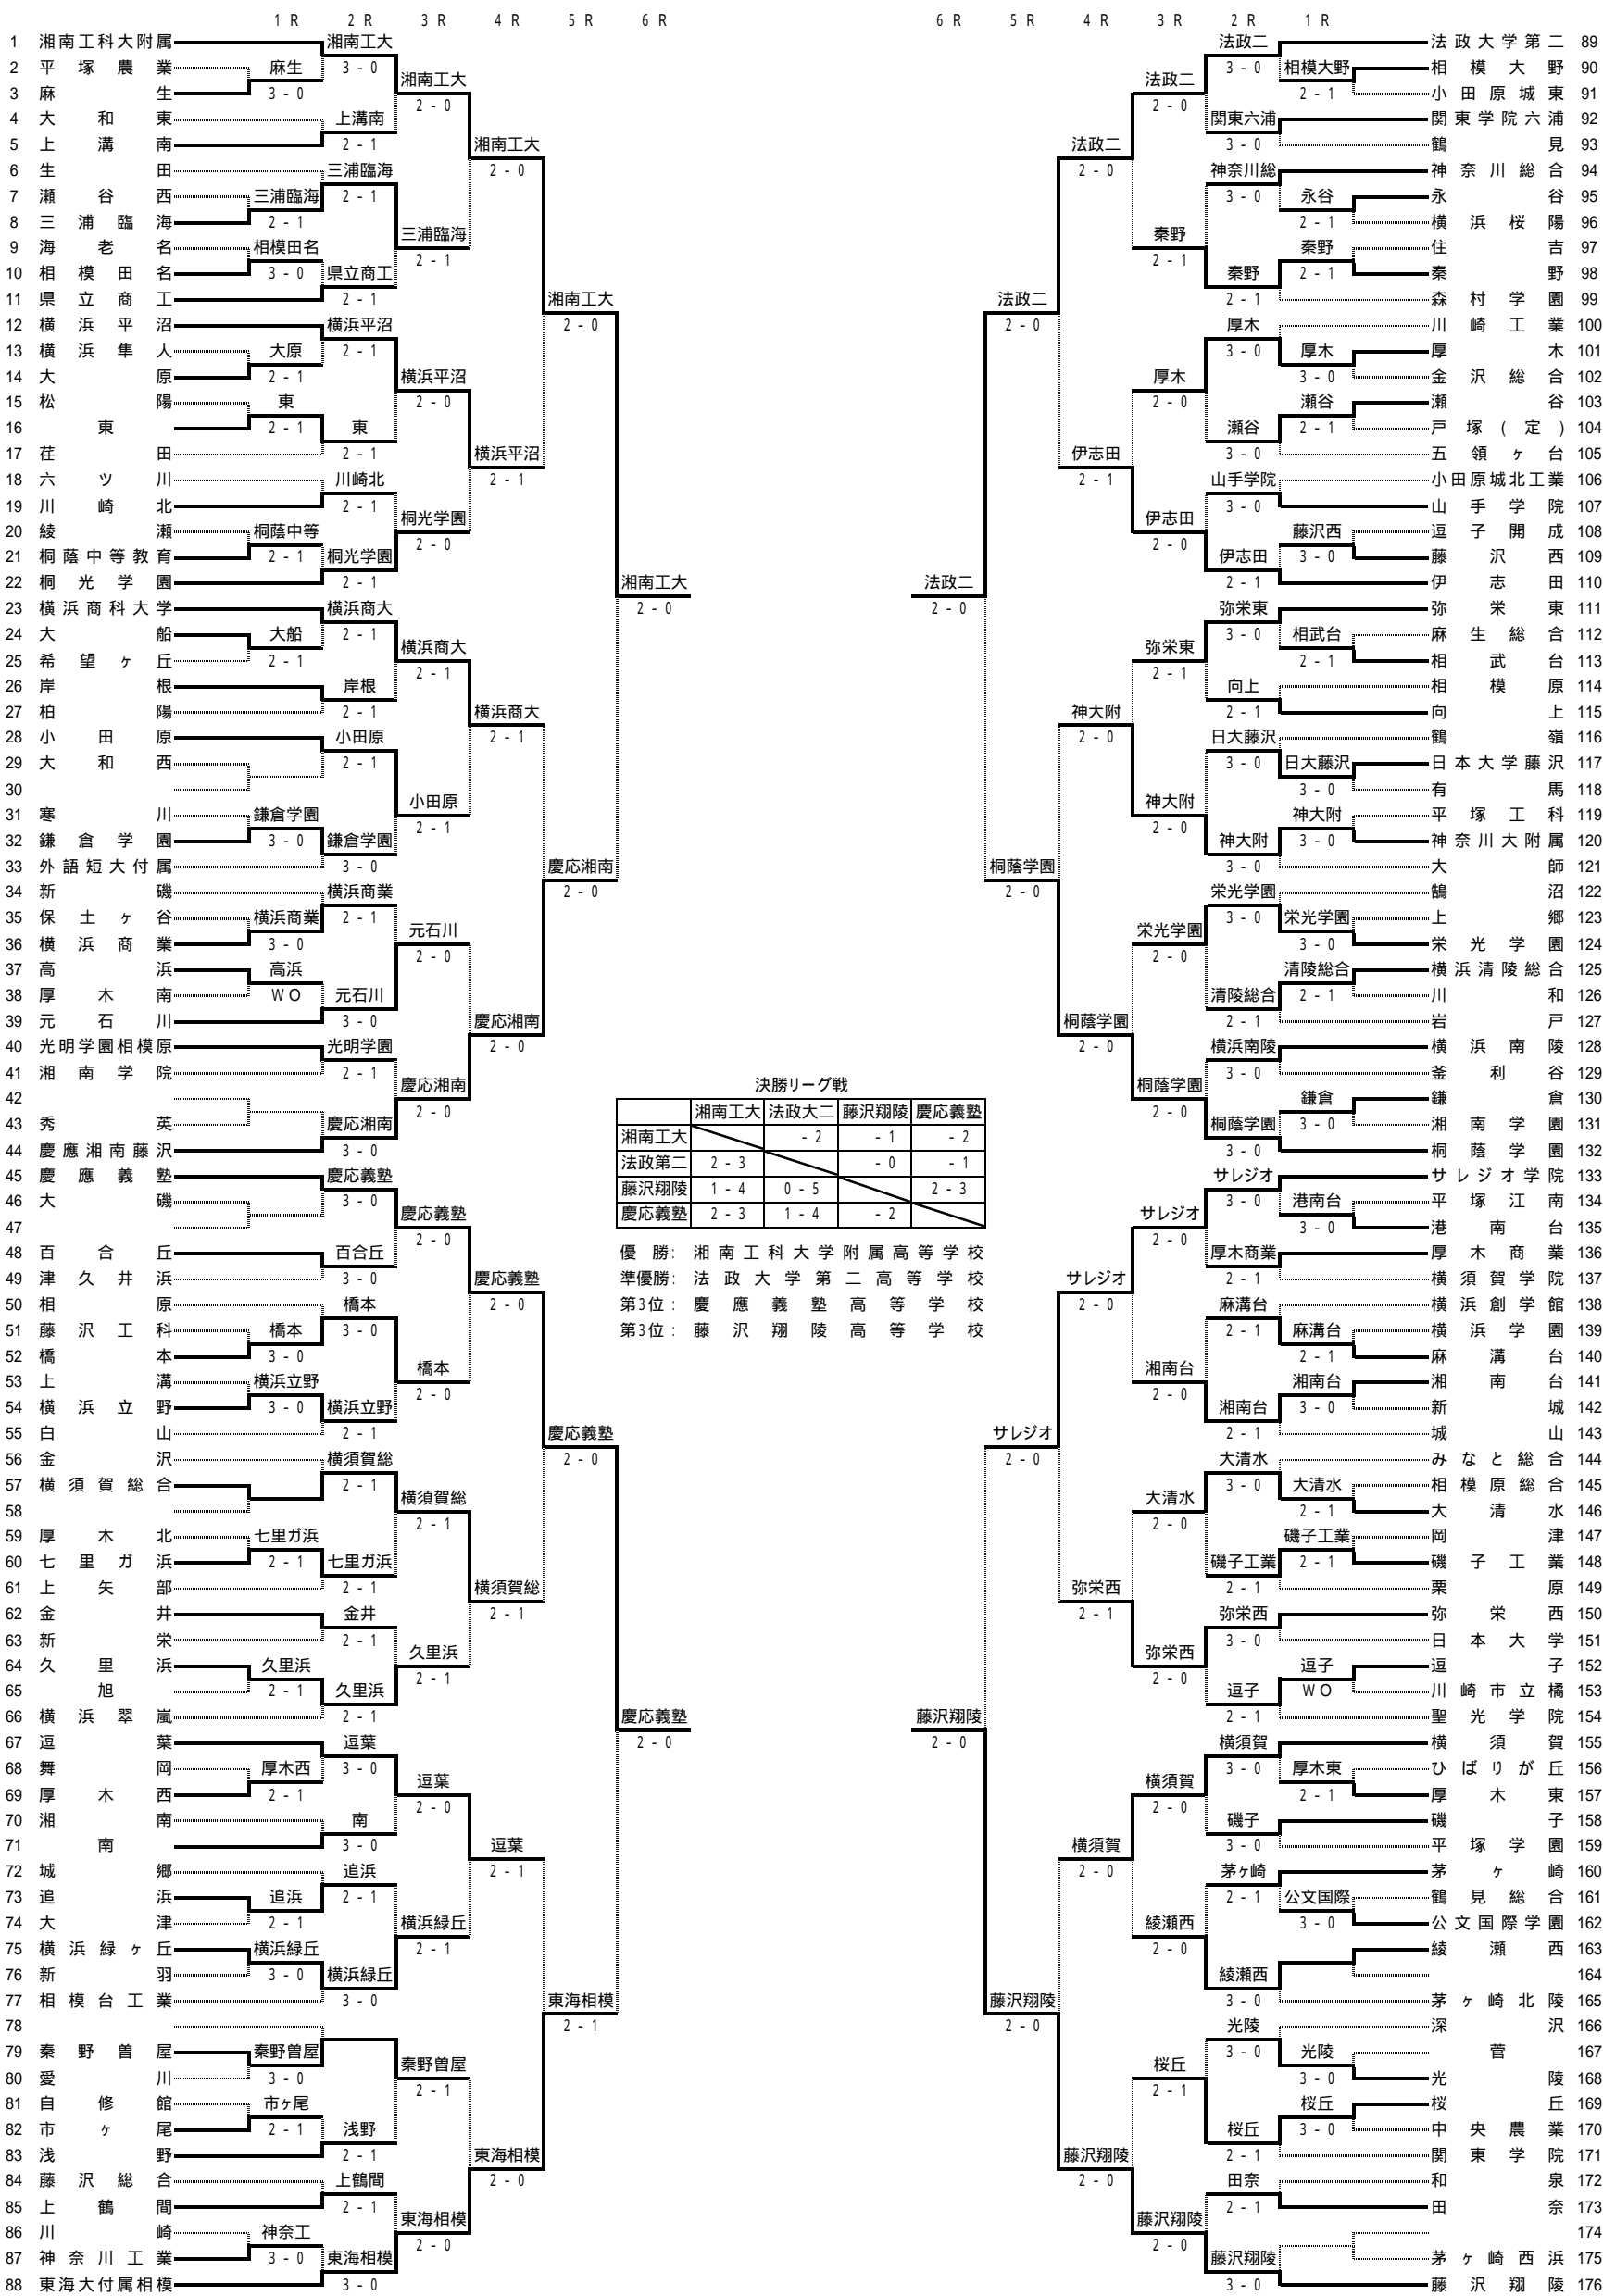 1 R 2 R 3 R 4 R 5 R 6 R
6 R 5 R 4 R 3 R 2 R 1 R
1 湘南工科大附属
2 平塚農業
3 麻生
4 大和東
5 上溝南
6 生田
7 瀬谷西
8 三浦臨海
9 海老名
10 相模田名
11 県立商工
12 横浜平沼
13 横浜隼人
14 大原
15 松陽
16 東
17 荏田
18 六ツ川
19 川崎北
20 綾瀬
21 桐蔭中等教育
22 桐光学園
23 横浜商科大学
24 大船
25 希望ヶ丘
26 岸根
27 柏陽
28 小田原
29 大和西
30
31 寒川
32 鎌倉学園
33 外語短大付属
34 新磯
35 保土ヶ谷
36 横浜商業
37 高浜
38 厚木南
39 元石川
40 光明学園相模原
41 湘南学院
42
43 秀英
44 慶應湘南藤沢
45 慶應義塾
46 大磯
47
48 百合丘
49 津久井浜
50 相原
51 藤沢工科
52 橋本
53 上溝
54 横浜立野
55 白山
56 金沢
57 横須賀総合
58
59 厚木北
60 七里ガ浜
61 上矢部
62 金井
63 新栄
64 久里浜
65 旭
66 横浜翠嵐
67 逗葉
68 舞岡
69 厚木西
70 湘南
71 南
72 城郷
73 追浜
74 大津
75 横浜緑ヶ丘
76 新羽
77 相模台工業
78
79 秦野曽屋
80 愛川
81 自修館
82 市ヶ尾
83 浅野
84 藤沢総合
85 上鶴間
86 川崎
87 神奈川工業
88 東海大付属相模
麻生
3 - 0
三浦臨海
2 - 1
相模田名
3 - 0
大原
2 - 1
東
2 - 1
桐蔭中等
2 - 1
大船
2 - 1
鎌倉学園
3 - 0
横浜商業
3 - 0
高浜
W O
橋本
3 - 0
横浜立野
3 - 0
七里ガ浜
2 - 1
久里浜
2 - 1
厚木西
2 - 1
追浜
2 - 1
横浜緑丘
3 - 0
秦野曽屋
3 - 0
市ヶ尾
2 - 1
神奈工
3 - 0
湘南工大
3 - 0
上溝南
2 - 1
三浦臨海
2 - 1
県立商工
2 - 1
横浜平沼
2 - 1
東
2 - 1
川崎北
2 - 1
桐光学園
2 - 1
横浜商大
2 - 1
岸根
2 - 1
小田原
2 - 1
鎌倉学園
3 - 0
横浜商業
2 - 1
元石川
3 - 0
光明学園
2 - 1
慶応湘南
3 - 0
慶応義塾
3 - 0
百合丘
3 - 0
橋本
3 - 0
横浜立野
2 - 1
横須賀総
2 - 1
七里ガ浜
2 - 1
金井
2 - 1
久里浜
2 - 1
逗葉
3 - 0
南
3 - 0
追浜
2 - 1
横浜緑丘
3 - 0
浅野
2 - 1
上鶴間
2 - 1
東海相模
3 - 0
湘南工大
2 - 0
三浦臨海
2 - 1
横浜平沼
2 - 0
桐光学園
2 - 0
横浜商大
2 - 1
小田原
2 - 1
元石川
2 - 0
慶応湘南
2 - 0
慶応義塾
2 - 0
橋本
2 - 0
横須賀総
2 - 1
久里浜
2 - 1
逗葉
2 - 0
横浜緑丘
2 - 1
秦野曽屋
2 - 1
東海相模
2 - 0
湘南工大
2 - 0
横浜平沼
2 - 1
横浜商大
2 - 1
慶応湘南
2 - 0
慶応義塾
2 - 0
横須賀総
2 - 1
逗葉
2 - 1
東海相模
2 - 0
湘南工大
2 - 0
慶応湘南
2 - 0
慶応義塾
2 - 0
東海相模
2 - 1
湘南工大
2 - 0
慶応義塾
2 - 0
決勝リーグ戦
湘南工大 法政大二 藤沢翔陵 慶応義塾
湘南工大 - 2 - 1 - 2
法政第二 2 - 3 - 0 - 1
藤沢翔陵 1 - 4 0 - 5 2 - 3
慶応義塾 2 - 3 1 - 4 - 2
優勝: 湘南工科大学附属高等学校
準優勝: 法政大学第二高等学校
第3位: 慶應義塾高等学校
第3位: 藤沢翔陵高等学校
法政二
2 - 0
藤沢翔陵
2 - 0
法政二
2 - 0
桐蔭学園
2 - 0
サレジオ
2 - 0
藤沢翔陵
2 - 0
法政二
2 - 0
伊志田
2 - 1
神大附
2 - 0
桐蔭学園
2 - 0
サレジオ
2 - 0
弥栄西
2 - 1
横須賀
2 - 0
藤沢翔陵
2 - 0
法政二
2 - 0
秦野
2 - 1
厚木
2 - 0
伊志田
2 - 0
弥栄東
2 - 1
神大附
2 - 0
栄光学園
2 - 0
桐蔭学園
2 - 0
サレジオ
2 - 0
湘南台
2 - 0
大清水
2 - 0
弥栄西
2 - 0
横須賀
2 - 0
綾瀬西
2 - 0
桜丘
2 - 1
藤沢翔陵
2 - 0
法政二
3 - 0
関東六浦
3 - 0
神奈川総
3 - 0
秦野
2 - 1
厚木
3 - 0
瀬谷
3 - 0
山手学院
3 - 0
伊志田
2 - 1
弥栄東
3 - 0
向上
2 - 1
日大藤沢
3 - 0
神大附
3 - 0
栄光学園
3 - 0
清陵総合
2 - 1
横浜南陵
3 - 0
桐蔭学園
3 - 0
サレジオ
3 - 0
厚木商業
2 - 1
麻溝台
2 - 1
湘南台
2 - 1
大清水
3 - 0
磯子工業
2 - 1
弥栄西
3 - 0
逗子
2 - 1
横須賀
3 - 0
磯子
3 - 0
茅ヶ崎
2 - 1
綾瀬西
3 - 0
光陵
3 - 0
桜丘
2 - 1
田奈
2 - 1
藤沢翔陵
3 - 0
相模大野
2 - 1
永谷
2 - 1
秦野
2 - 1
厚木
3 - 0
瀬谷
2 - 1
藤沢西
3 - 0
相武台
2 - 1
日大藤沢
3 - 0
神大附
3 - 0
栄光学園
3 - 0
清陵総合
2 - 1
鎌倉
3 - 0
港南台
3 - 0
麻溝台
2 - 1
湘南台
3 - 0
大清水
2 - 1
磯子工業
2 - 1
逗子
W O
厚木東
2 - 1
公文国際
3 - 0
光陵
3 - 0
桜丘
3 - 0
法政大学第二 89
相模大野 90
小田原城東 91
関東学院六浦 92
鶴見 93
神奈川総合 94
永谷 95
横浜桜陽 96
住吉 97
秦野 98
森村学園 99
川崎工業 100
厚木 101
金沢総合 102
瀬谷 103
戸塚(定) 104
五領ヶ台 105
小田原城北工業 106
山手学院 107
逗子開成 108
藤沢西 109
伊志田 110
弥栄東 111
麻生総合 112
相武台 113
相模原 114
向上 115
鶴嶺 116
日本大学藤沢 117
有馬 118
平塚工科 119
神奈川大附属 120
大師 121
鵠沼 122
上郷 123
栄光学園 124
横浜清陵総合 125
川和 126
岩戸 127
横浜南陵 128
釜利谷 129
鎌倉 130
湘南学園 131
桐蔭学園 132
サレジオ学院 133
平塚江南 134
港南台 135
厚木商業 136
横須賀学院 137
横浜創学館 138
横浜学園 139
麻溝台 140
湘南台 141
新城 142
城山 143
みなと総合 144
相模原総合 145
大清水 146
岡津 147
磯子工業 148
栗原 149
弥栄西 150
日本大学 151
逗子 152
川崎市立橘 153
聖光学院 154
横須賀 155
ひばりが丘 156
厚木東 157
磯子 158
平塚学園 159
茅ヶ崎 160
鶴見総合 161
公文国際学園 162
綾瀬西 163
164
茅ヶ崎北陵 165
深沢 166
菅 167
光陵 168
桜丘 169
中央農業 170
関東学院 171
和泉 172
田奈 173
174
茅ヶ崎西浜 175
藤沢翔陵 176